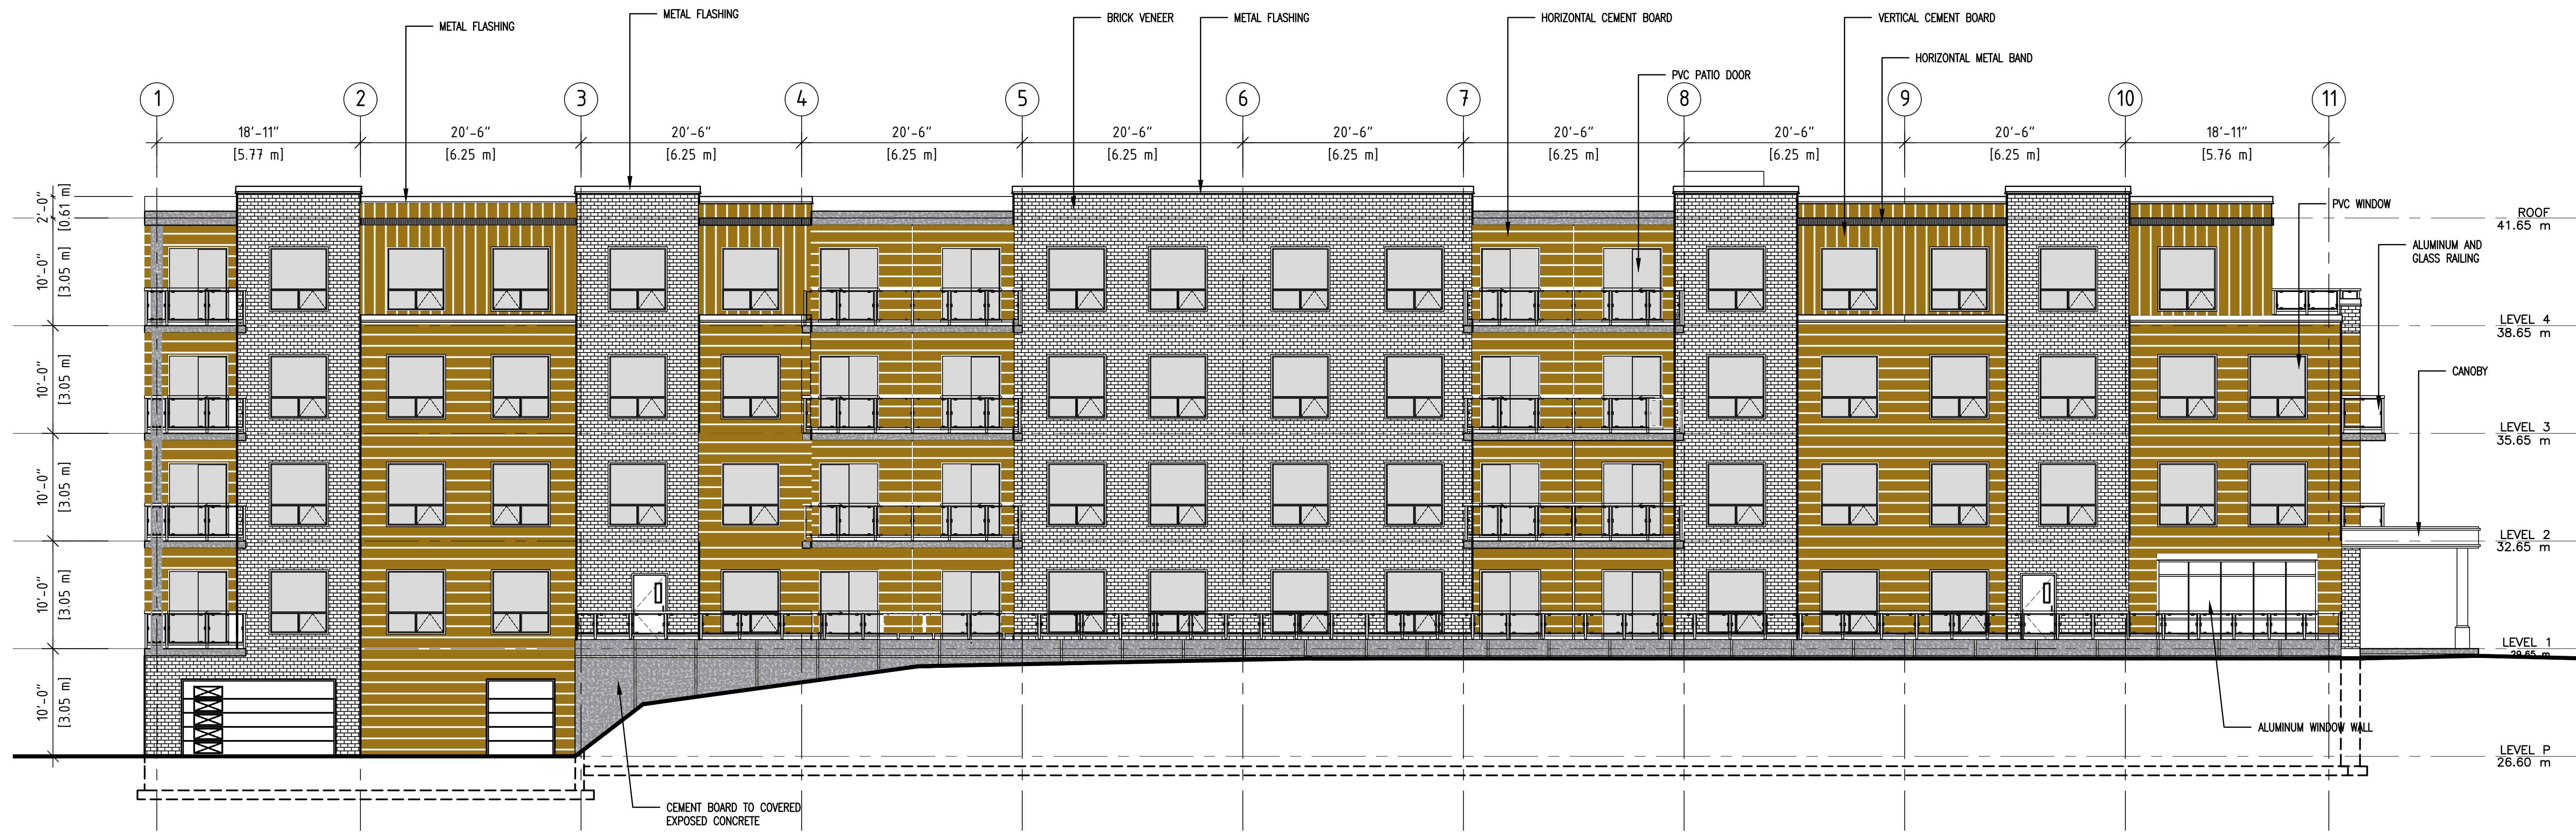 METAL FLASHING
METAL FLASHING
BRICK VENEER
METAL FLASHING
HORIZONTAL CEMENT BOARD
VERTICAL CEMENT BOARD
HORIZONTAL METAL BAND
PVC PATIO DOOR
1
2
3
4
5
6
7
8
9
10
11
18'-11"
20'-6"
20'-6"
20'-6"
20'-6"
20'-6"
20'-6"
20'-6"
20'-6"
18'-11"
[5.77 m]
[6.25 m]
[6.25 m]
[6.25 m]
[6.25 m]
[6.25 m]
[6.25 m]
[6.25 m]
[6.25 m]
[5.76 m]
2'-0"
[0.61 m]
10'-0"
[3.05 m]
10'-0"
[3.05 m]
10'-0"
[3.05 m]
10'-0"
[3.05 m]
10'-0"
[3.05 m]
PVC WINDOW
ROOF
41.65 m
ALUMINUM AND
GLASS RAILING
LEVEL 4
38.65 m
CANOBY
LEVEL 3
35.65 m
LEVEL 2
32.65 m
LEVEL 1
29.65 m
ALUMINUM WINDOW WALL
LEVEL P
26.60 m
CEMENT BOARD TO COVERED
EXPOSED CONCRETE